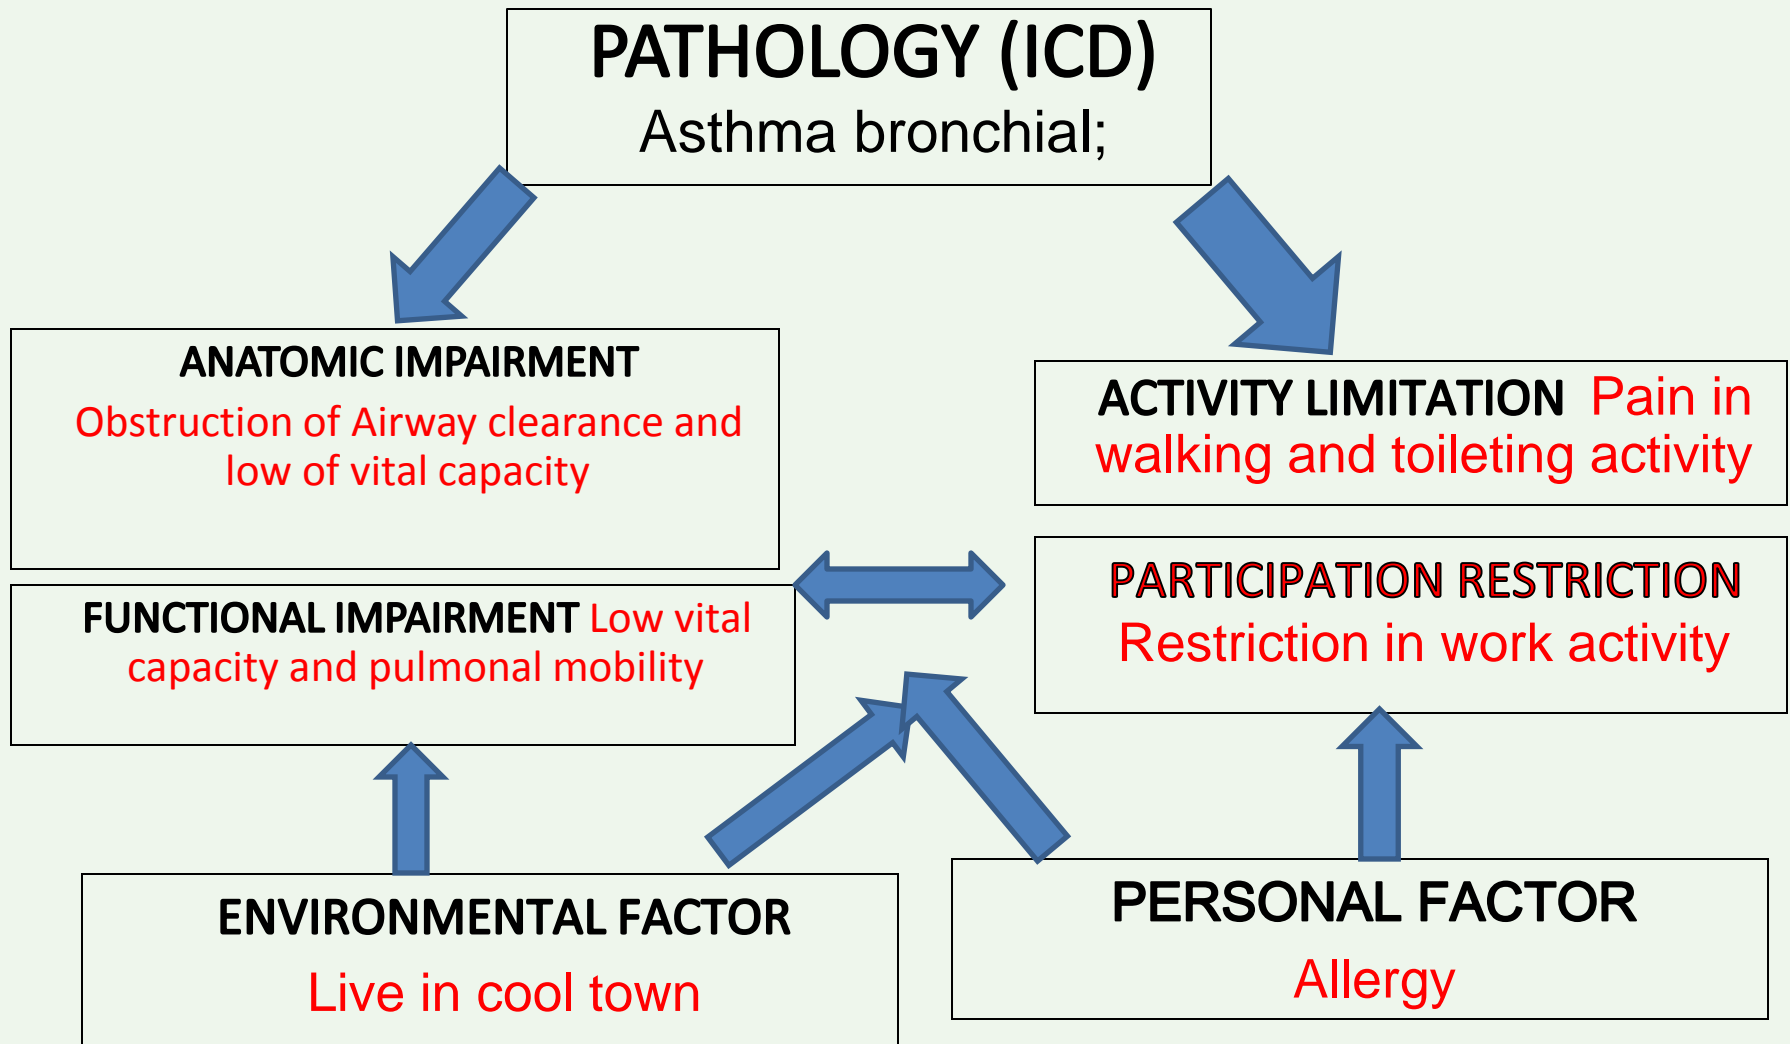 PATHOLOGY (ICD)
Asthma bronchial;
ANATOMIC IMPAIRMENT
Obstruction of Airway clearance and
low of vital capacity
ACTIVITY LIMITATION Pain in
walking and toileting activity
FUNCTIONAL IMPAIRMENT Low vital
capacity and pulmonal mobility
PARTICIPATION RESTRICTION
Restriction in work activity
ENVIRONMENTAL FACTOR
Live in cool town
PERSONAL FACTOR
Allergy